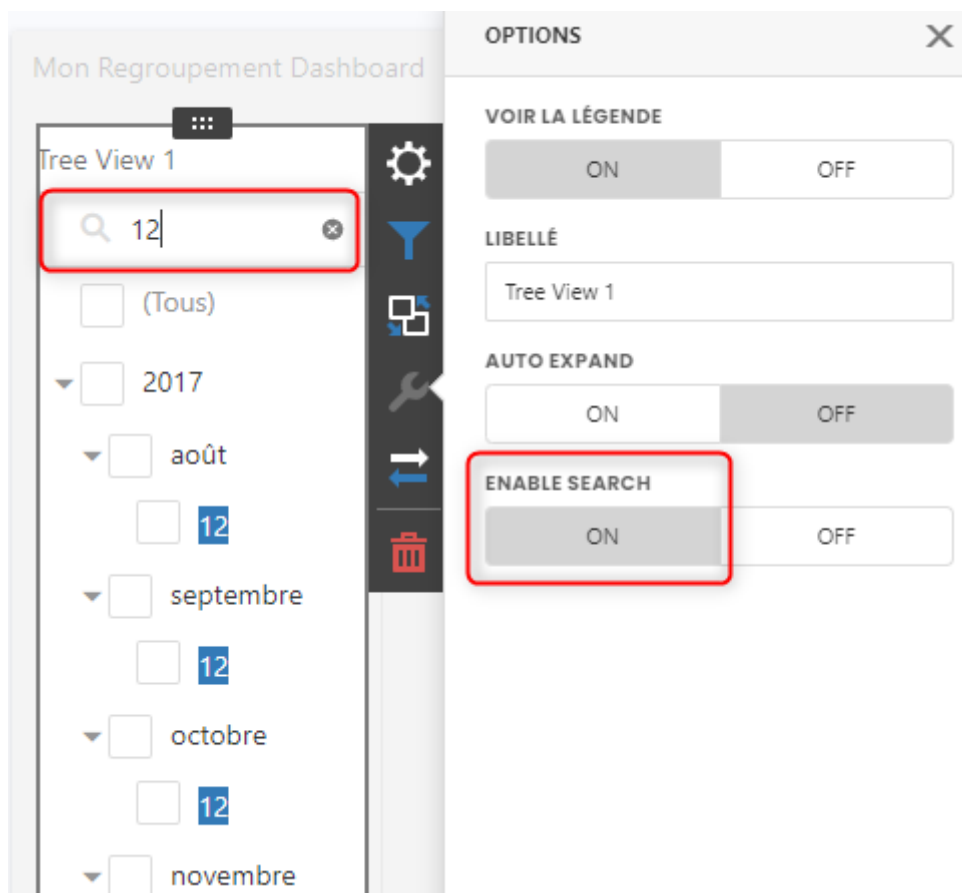 Mon Regroupement Dashboard
Tree View 1
12
(Tous)
2017
août
12
septembre
12
octobre
12
novembre
OPTIONS
VOIR LA LÉGENDE
ON OFF
LIBELLÉ
Tree View 1
AUTO EXPAND
ON OFF
ENABLE SEARCH
ON OFF